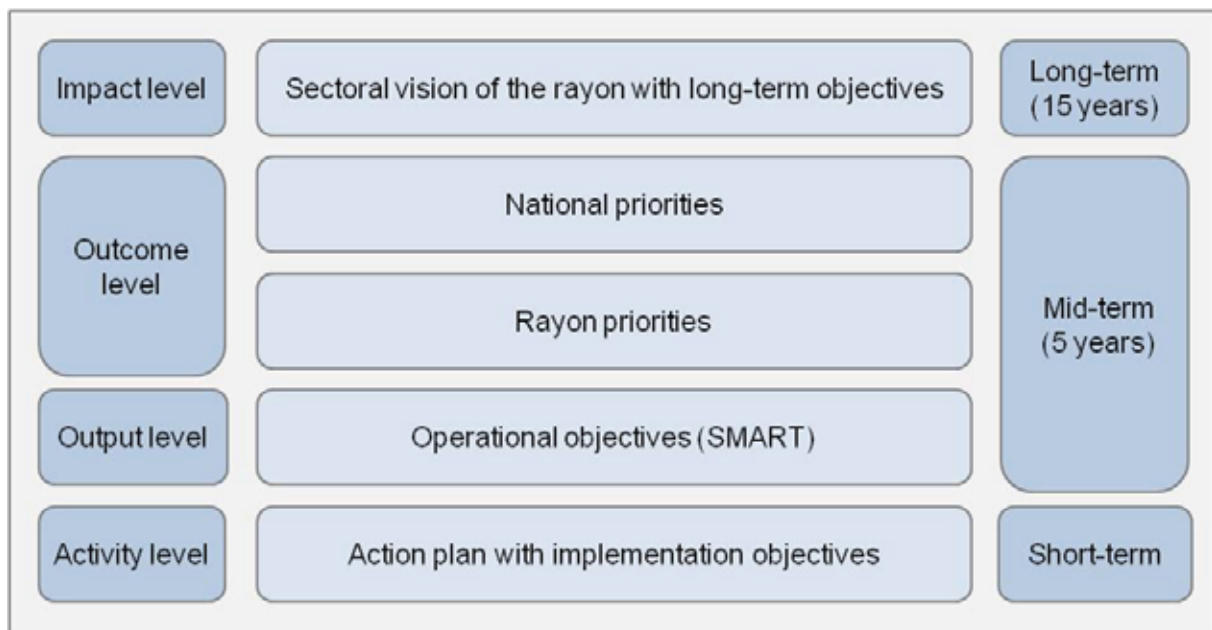 Impact level
Sectoral vision of the rayon with long-term objectives
Long-term
(15 years)
Outcome
level
National priorities
Rayon priorities
Mid-term
(5 years)
Output level
Operational objectives (SMART)
Activity level
Action plan with implementation objectives
Short-term